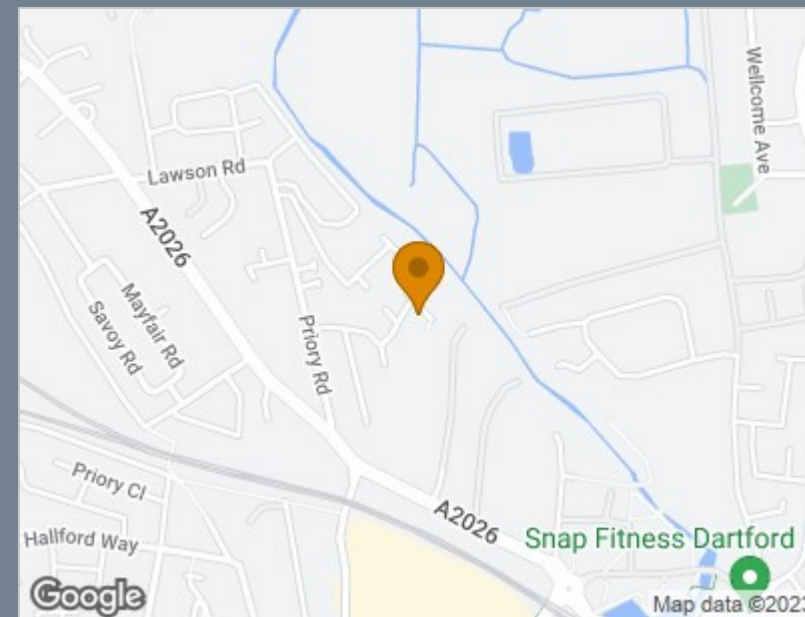 Wellcome Ave
Lawson Rd
A2026
Mayfair Rd
Savoy Rd
Priory Rd
Priory Cl
A2026
Hallford Way
Snap Fitness Dartford
Google
Map data ©2023